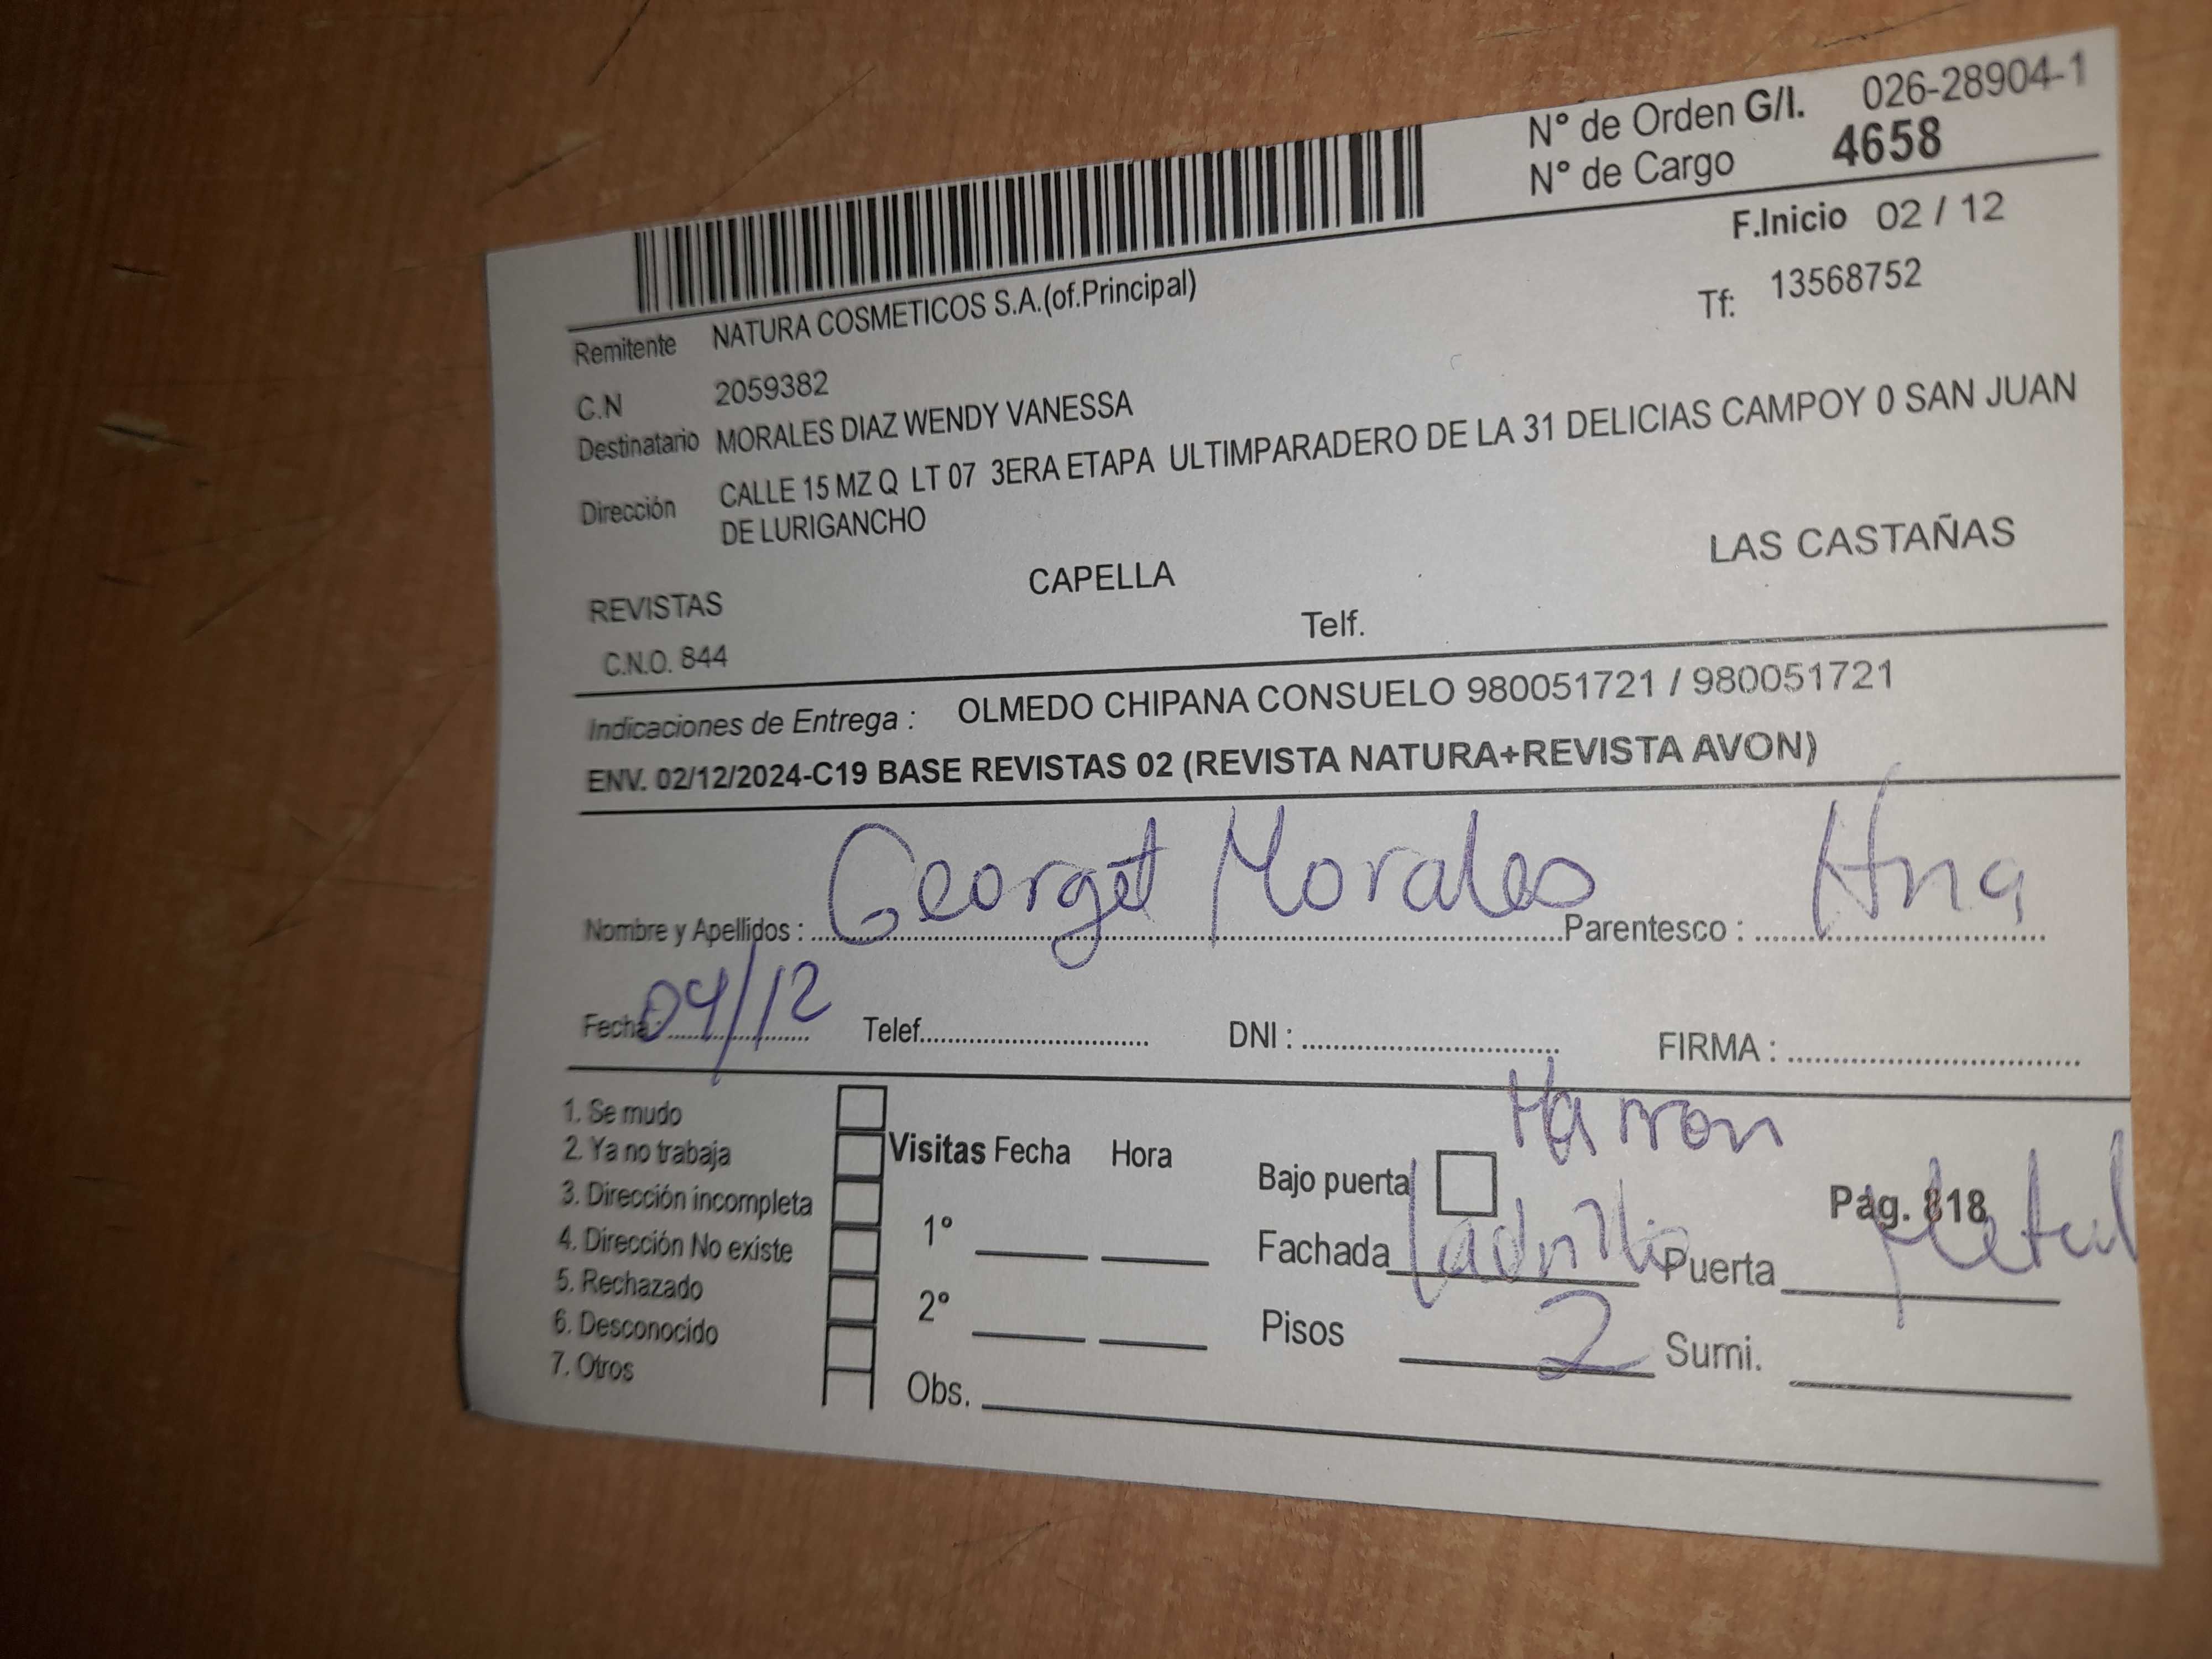 N° de Orden G/I. 026-28904-1
N° de Cargo 4658
F.Inicio 02 / 12
Remitente NATURA COSMETICOS S.A.(of.Principal)
Tf: 13568752
C.N 2059382
Destinatario MORALES DIAZ WENDY VANESSA
Dirección CALLE 15 MZ Q LT 07 3ERA ETAPA ULTIMPARADERO DE LA 31 DELICIAS CAMPOY 0 SAN JUAN
DE LURIGANCHO
REVISTAS CAPELLA LAS CASTAÑAS
C.N.O. 844 Telf.
Indicaciones de Entrega : OLMEDO CHIPANA CONSUELO 980051721 / 980051721
ENV. 02/12/2024-C19 BASE REVISTAS 02 (REVISTA NATURA+REVISTA AVON)
Nombre y Apellidos : Georget Morales Parentesco : Hna
Fecha : 04/12 Telef. DNI : FIRMA :
1. Se mudo
2. Ya no trabaja
3. Dirección incompleta
4. Dirección No existe
5. Rechazado
6. Desconocido
7. Otros
Visitas Fecha Hora
1°
2°
Obs.
Marron
Bajo puerta Pág. 818
Fachada Ladrillo Puerta Metal
Pisos 2 Sumi.